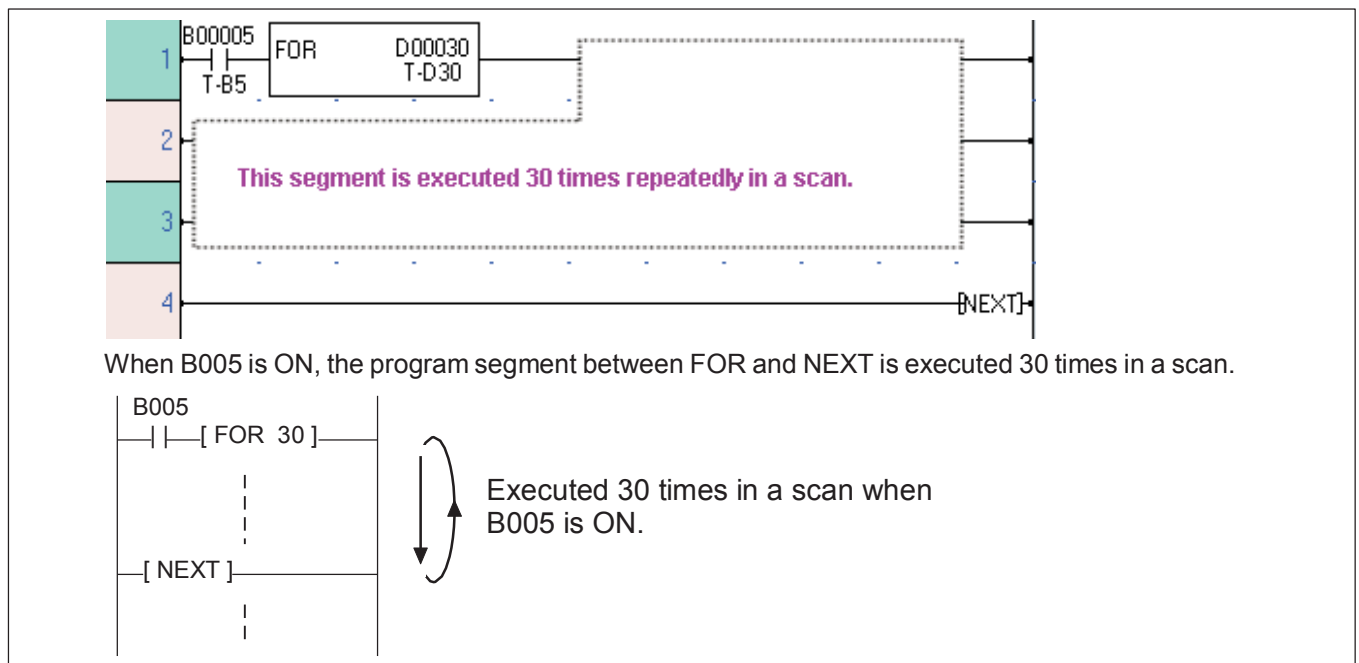 B00005
1 FOR D00030
T-B5 T-D30
2
This segment is executed 30 times repeatedly in a scan.
3
4 [NEXT]
When B005 is ON, the program segment between FOR and NEXT is executed 30 times in a scan.
B005
[ FOR 30 ]
Executed 30 times in a scan when
B005 is ON.
[ NEXT ]